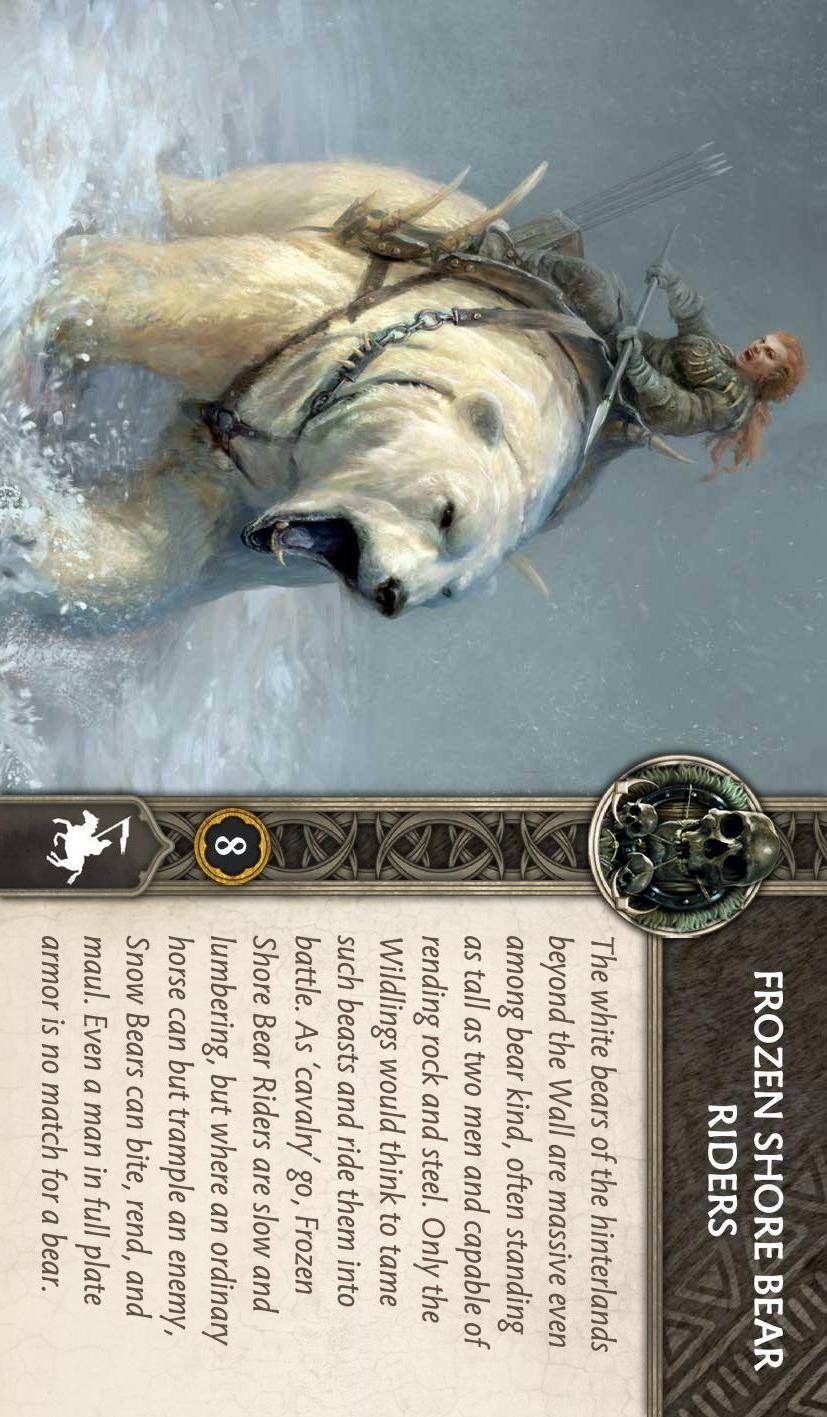 FROZEN SHORE BEAR
RIDERS
8
The white bears of the hinterlands
beyond the Wall are massive even
among bear kind, often standing
as tall as two men and capable of
rending rock and steel. Only the
Wildlings would think to tame
such beasts and ride them into
battle. As 'cavalry' go, Frozen
Shore Bear Riders are slow and
lumbering, but where an ordinary
horse can but trample an enemy,
Snow Bears can bite, rend, and
maul. Even a man in full plate
armor is no match for a bear.